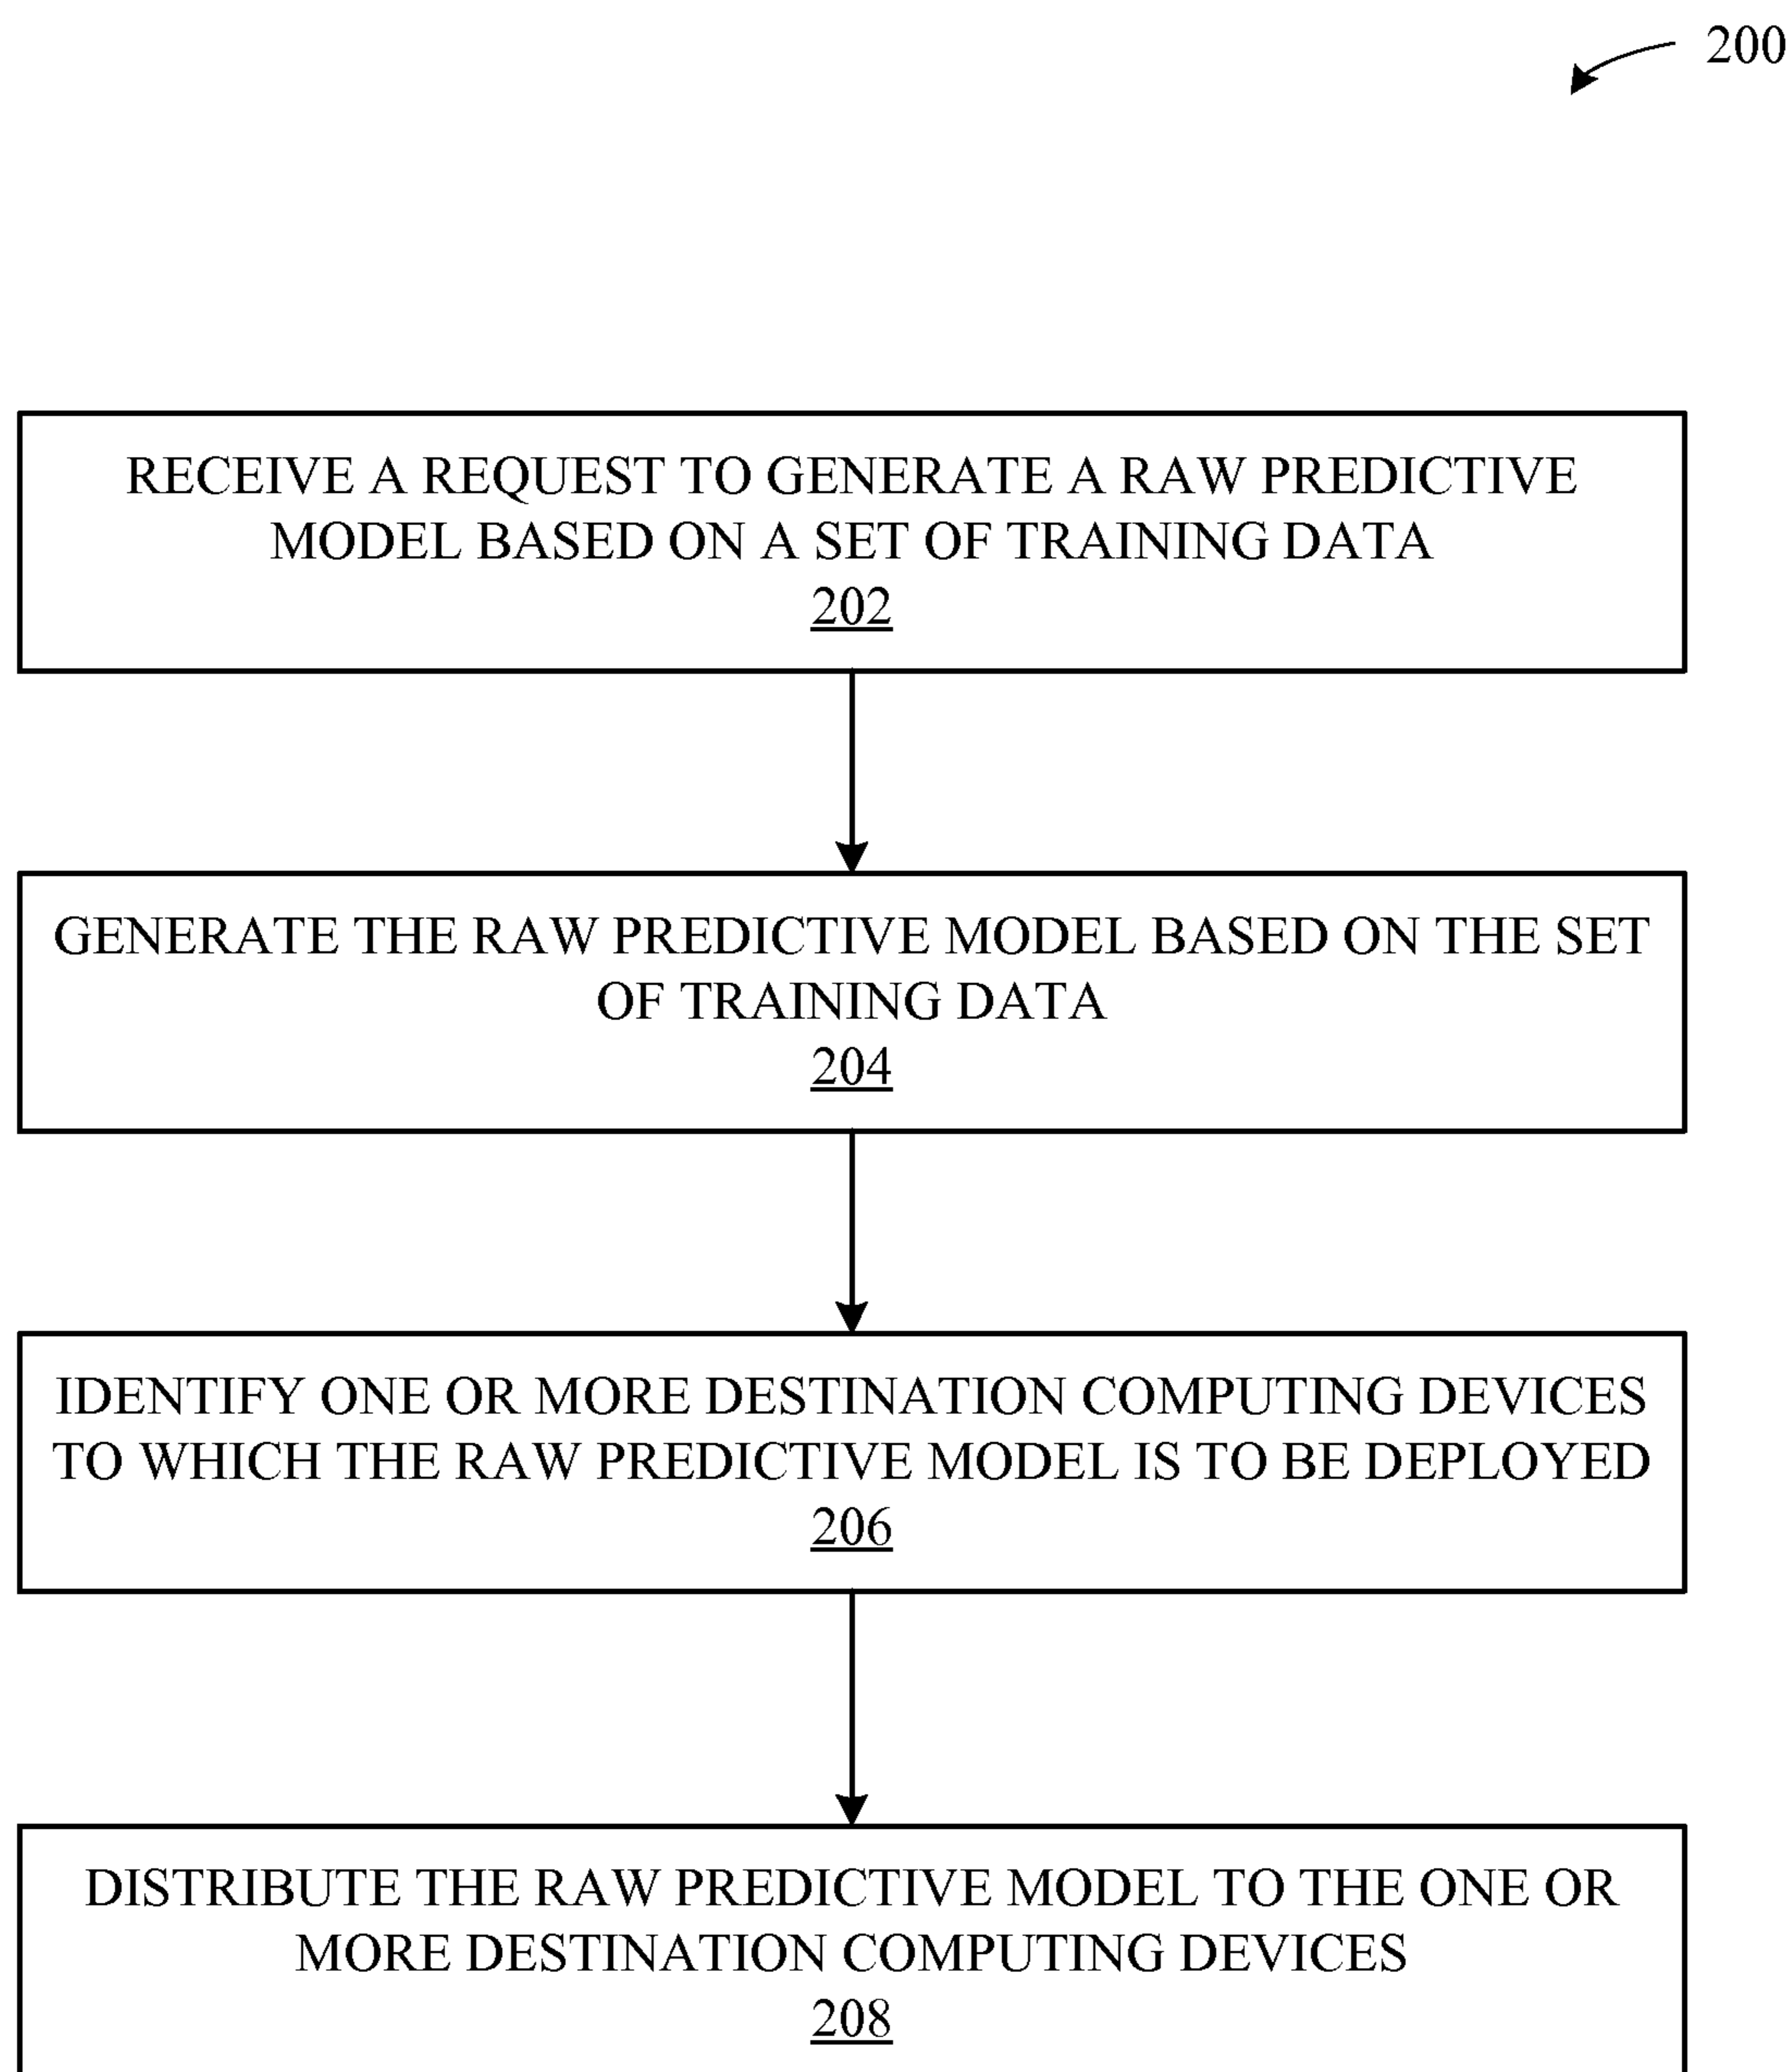 200
RECEIVE A REQUEST TO GENERATE A RAW PREDICTIVE
MODEL BASED ON A SET OF TRAINING DATA
202
GENERATE THE RAW PREDICTIVE MODEL BASED ON THE SET
OF TRAINING DATA
204
IDENTIFY ONE OR MORE DESTINATION COMPUTING DEVICES
TO WHICH THE RAW PREDICTIVE MODEL IS TO BE DEPLOYED
206
DISTRIBUTE THE RAW PREDICTIVE MODEL TO THE ONE OR
MORE DESTINATION COMPUTING DEVICES
208